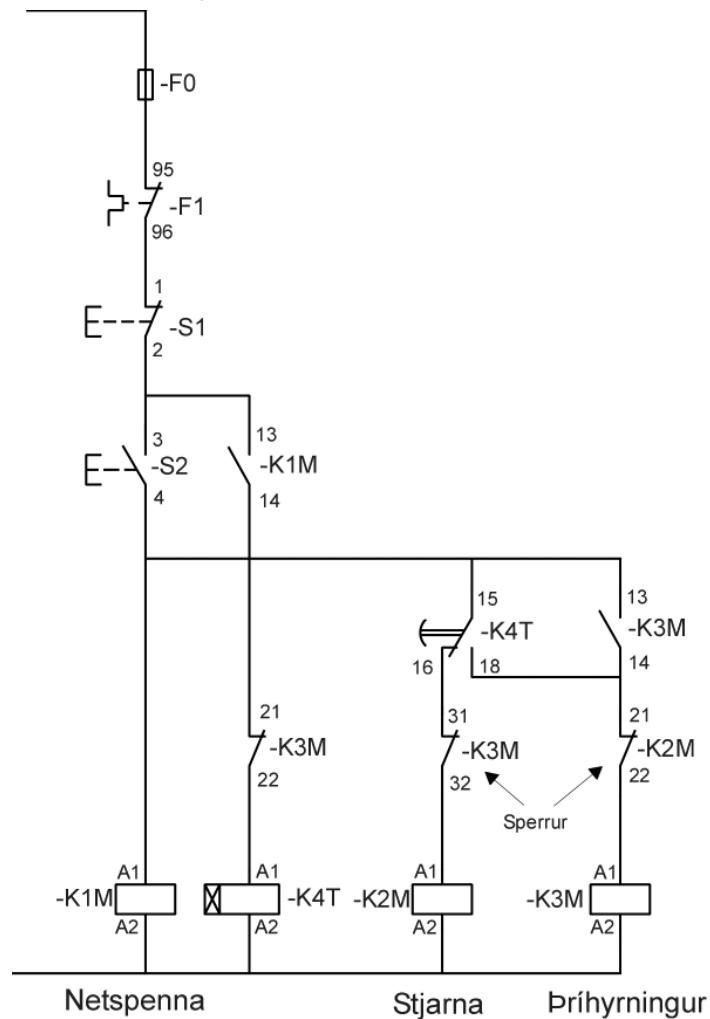 -F0
95
-F1
96
1
-S1
2
3
-S2
4
13
-K1M
14
15
-K4T
16
18
13
-K3M
14
21
-K3M
22
31
-K3M
32
21
-K2M
22
Sperrur
A1
-K1M
A2
A1
-K4T
A2
A1
-K2M
A2
A1
-K3M
A2
Netspenna
Stjarna
Þríhyrningur